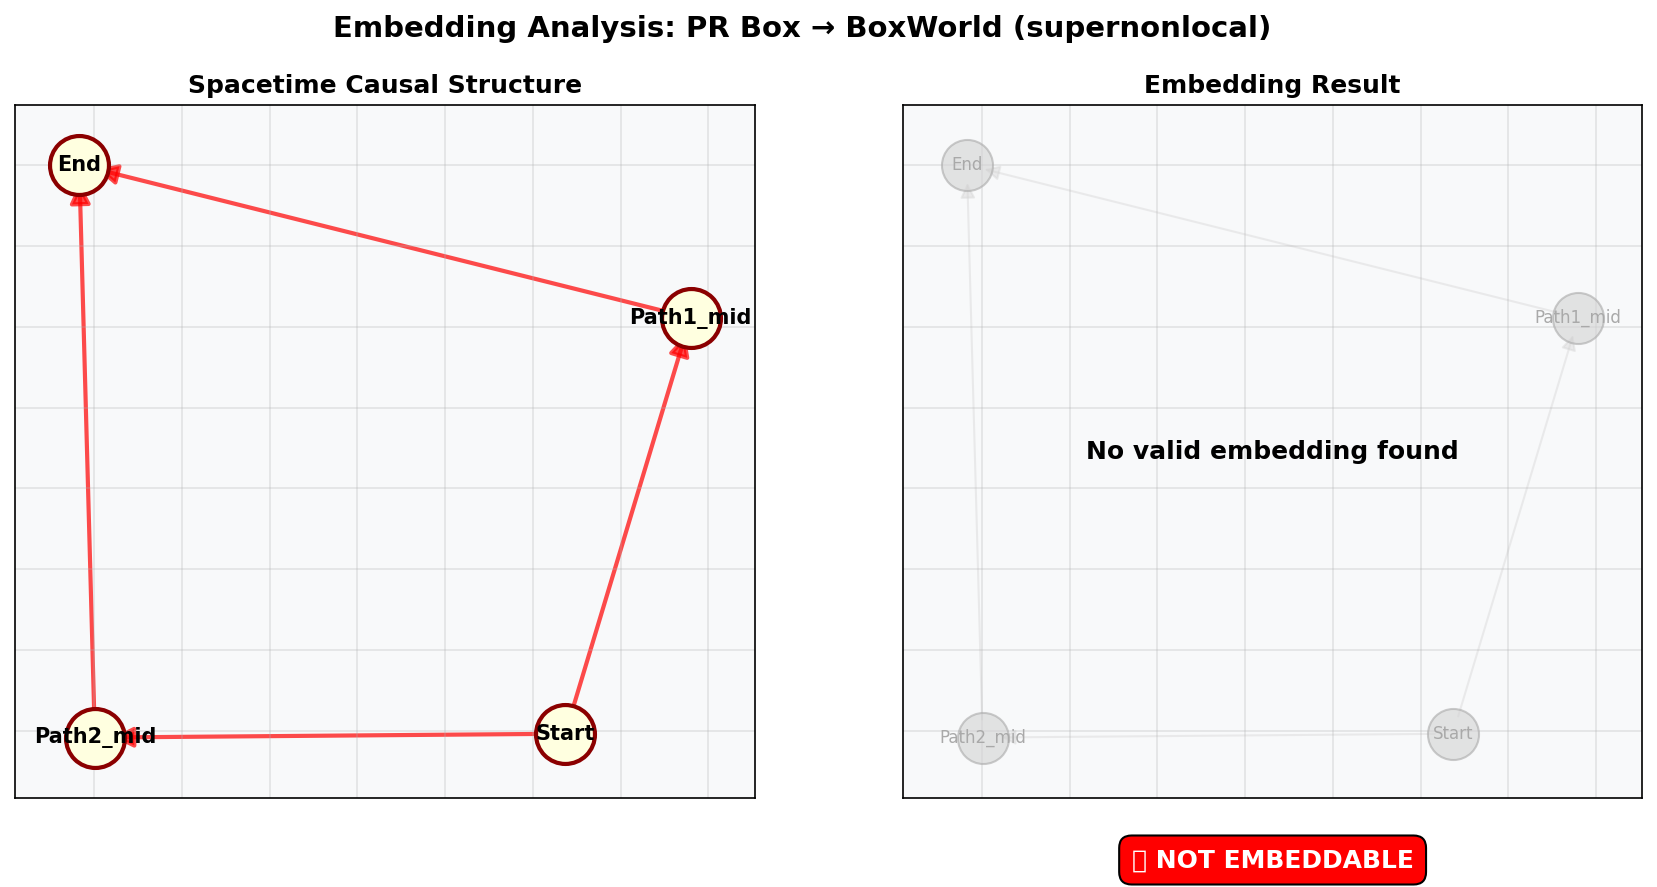 Embedding Analysis: PR Box → BoxWorld (supernonlocal)
Spacetime Causal Structure
End
Path1_mid
Path2_mid
Start
Embedding Result
End
Path1_mid
No valid embedding found
Path2_mid
Start
NOT EMBEDDABLE